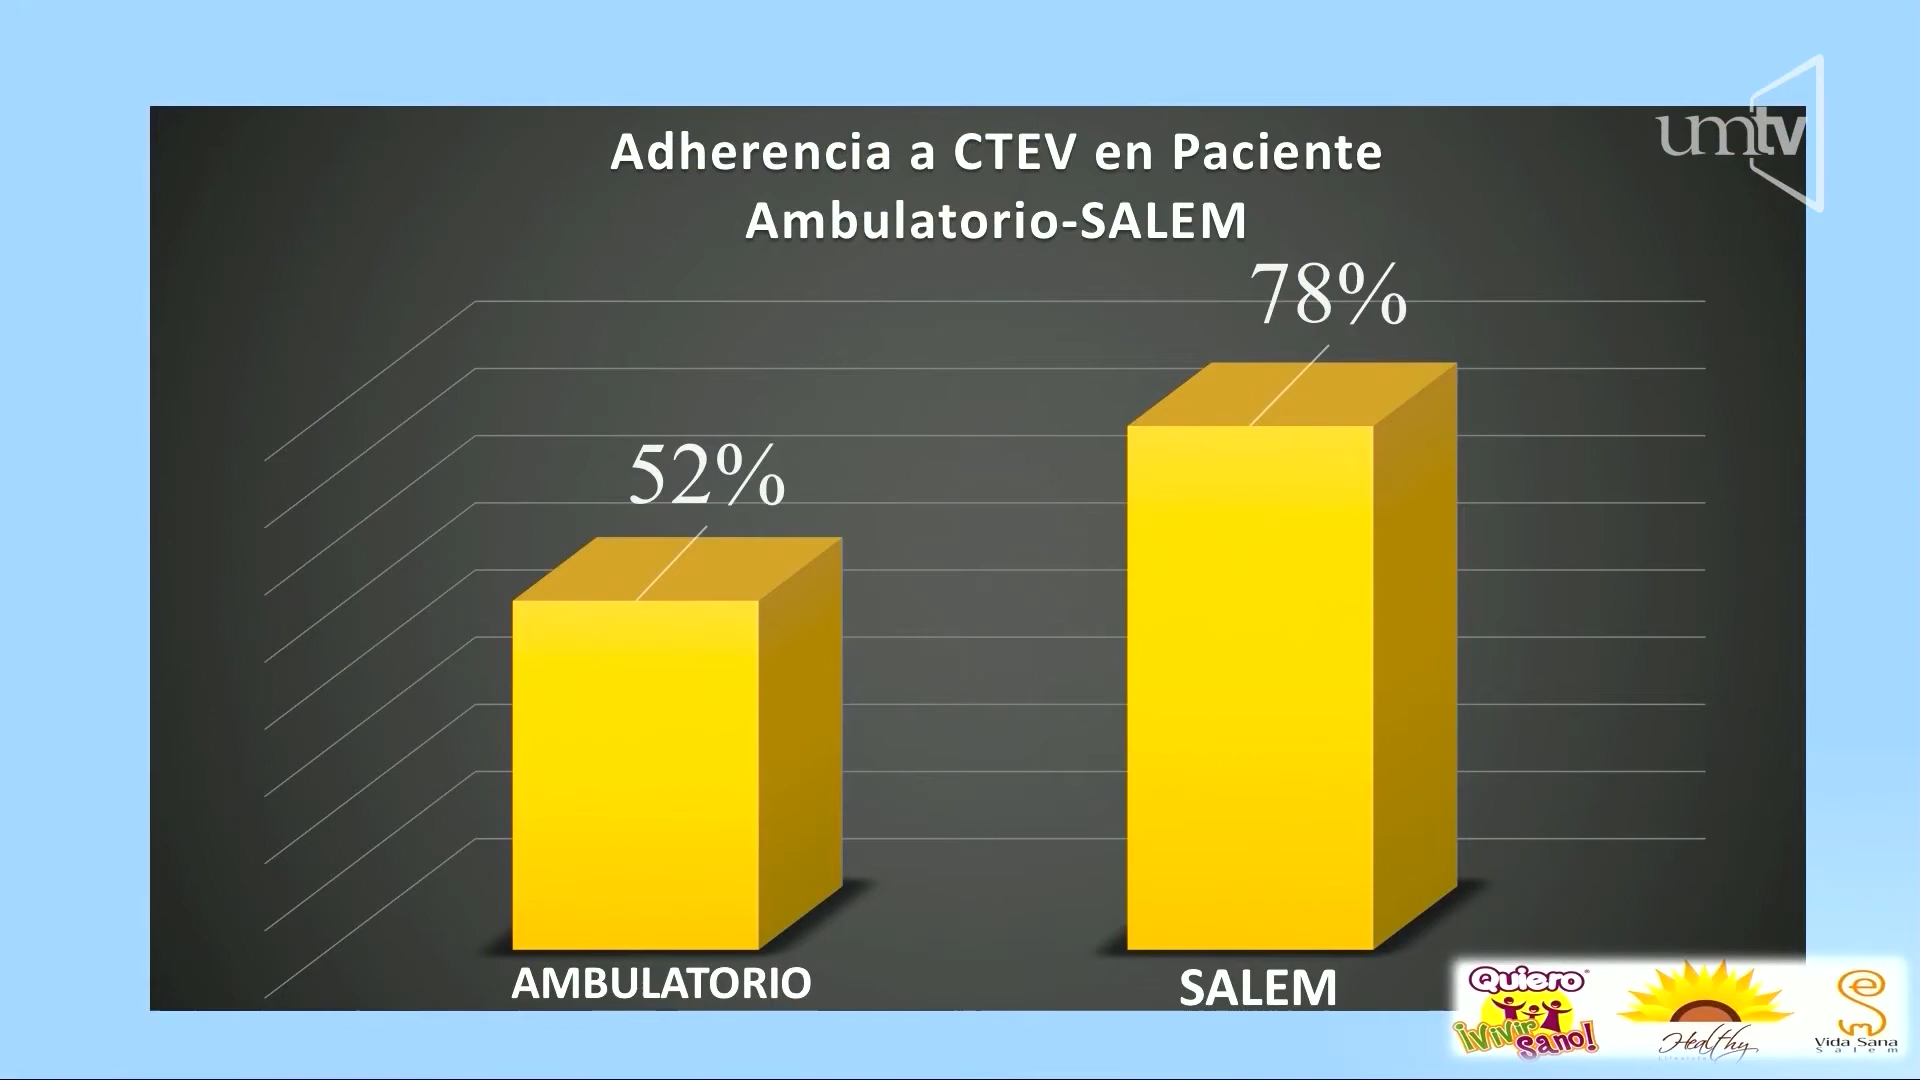 umtv
Adherencia a CTEV en Paciente
Ambulatorio-SALEM
78%
52%
AMBULATORIO
SALEM
Quiero
¡Vivir
Sano!
Healthy
Vida Sana
Salem